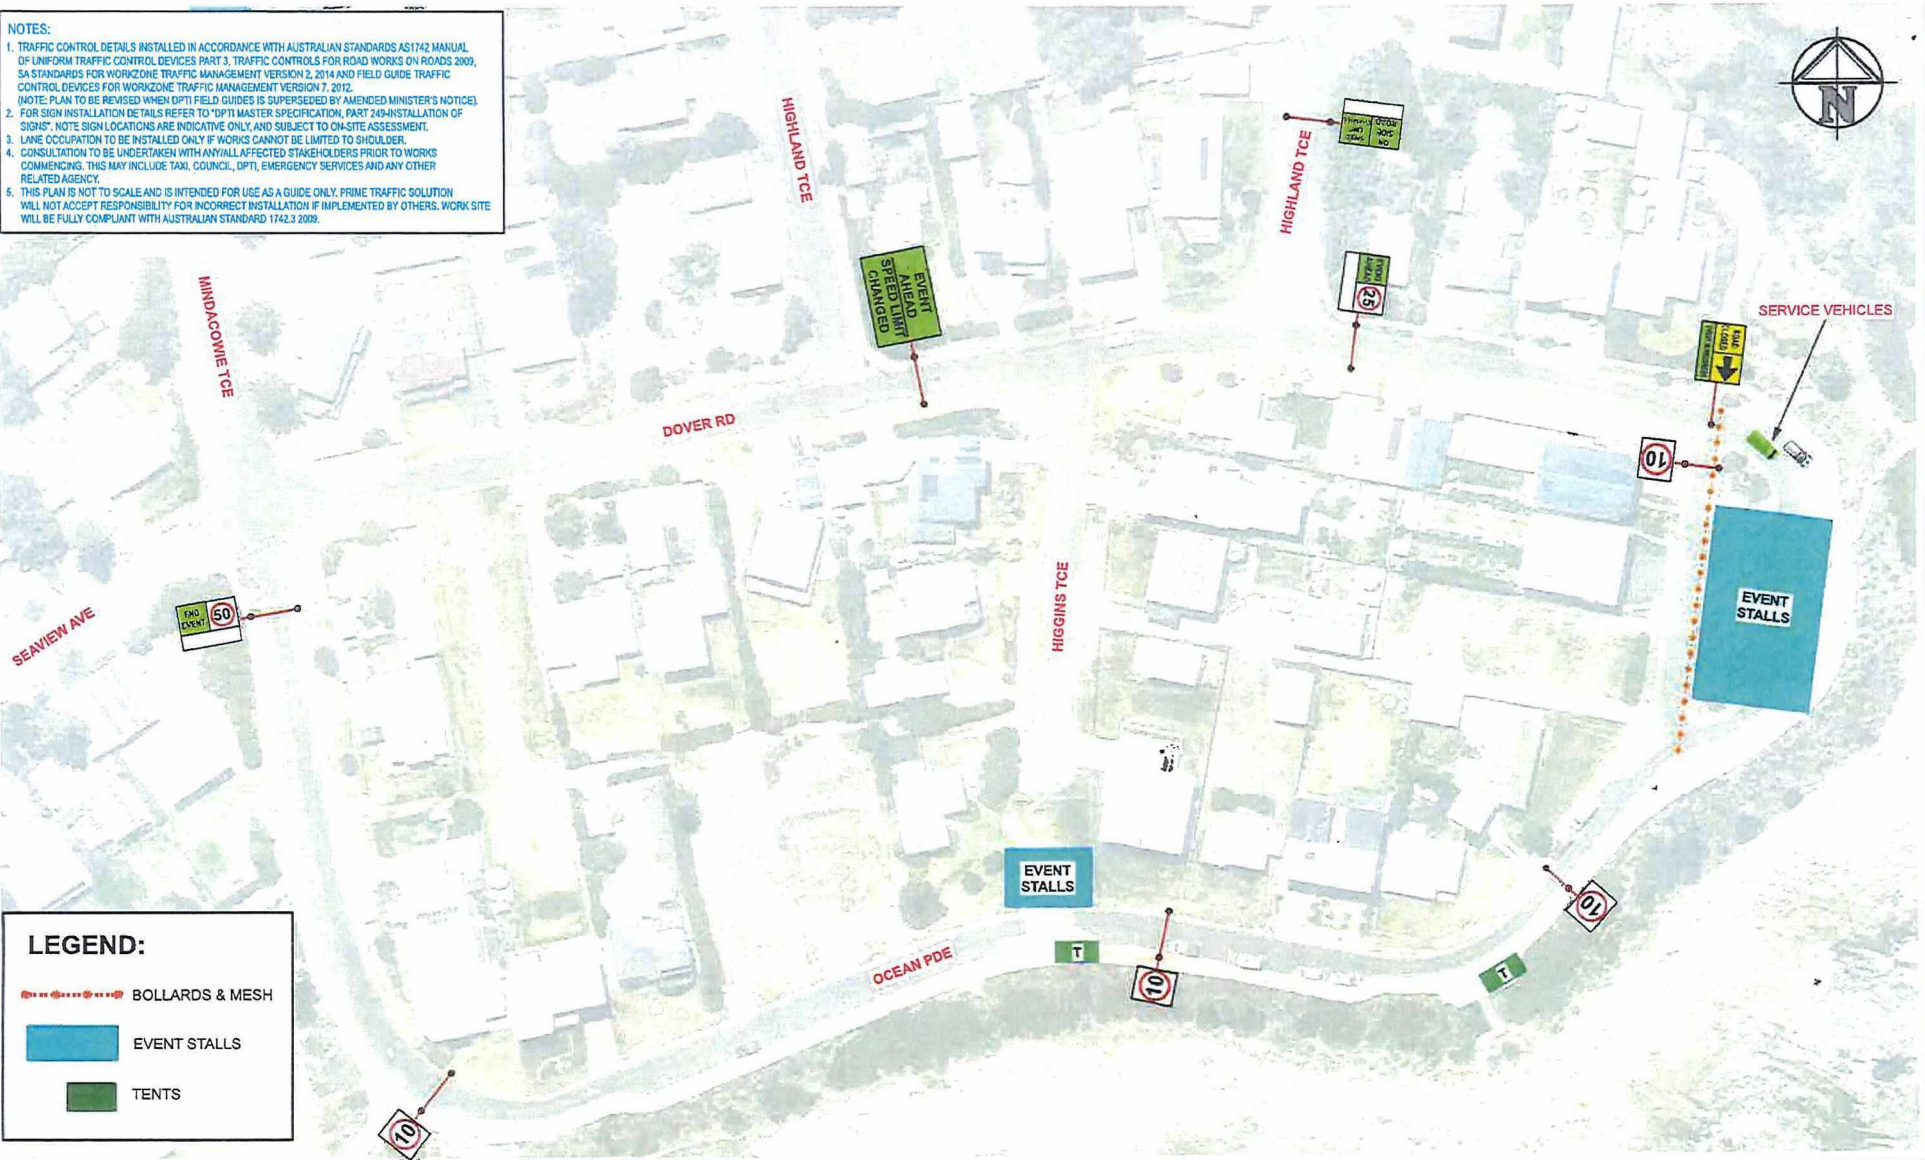 NOTES:
1. TRAFFIC CONTROL DETAILS INSTALLED IN ACCORDANCE WITH AUSTRALIAN STANDARDS AS1742 MANUAL
OF UNIFORM TRAFFIC CONTROL DEVICES PART 3, TRAFFIC CONTROLS FOR ROAD WORKS ON ROADS 2009,
SA STANDARDS FOR WORKZONE TRAFFIC MANAGEMENT VERSION 2, 2014 AND FIELD GUIDE TRAFFIC
CONTROL DEVICES FOR WORKZONE TRAFFIC MANAGEMENT VERSION 7, 2012.
(NOTE: PLAN TO BE REVISED WHEN DPTI FIELD GUIDES IS SUPERSEDED BY AMENDED MINISTER'S NOTICE).
2. FOR SIGN INSTALLATION DETAILS REFER TO "DPTI MASTER SPECIFICATION, PART 249-INSTALLATION OF
SIGNS". NOTE SIGN LOCATIONS ARE INDICATIVE ONLY, AND SUBJECT TO ON-SITE ASSESSMENT.
3. LANE OCCUPATION TO BE INSTALLED ONLY IF WORKS CANNOT BE LIMITED TO SHOULDER.
4. CONSULTATION TO BE UNDERTAKEN WITH ANY/ALL AFFECTED STAKEHOLDERS PRIOR TO WORKS
COMMENCING. THIS MAY INCLUDE TAXI, COUNCIL, DPTI, EMERGENCY SERVICES AND ANY OTHER
RELATED AGENCY.
5. THIS PLAN IS NOT TO SCALE AND IS INTENDED FOR USE AS A GUIDE ONLY. PRIME TRAFFIC SOLUTION
WILL NOT ACCEPT RESPONSIBILITY FOR INCORRECT INSTALLATION IF IMPLEMENTED BY OTHERS. WORK SITE
WILL BE FULLY COMPLIANT WITH AUSTRALIAN STANDARD 1742.3 2009.
N
HIGHLAND TCE
HIGHLAND TCE
ON
SIDE
ROAD
MINDACOWIE TCE
EVENT
AHEAD
SPEED LIMIT
CHANGED
EVENT
AHEAD
25
SERVICE VEHICLES
ROAD
CLOSED
DOVER RD
10
SEAVIEW AVE
END
EVENT
50
HIGGINS TCE
EVENT
STALLS
EVENT
STALLS
10
OCEAN PDE
T
10
T
10
LEGEND:
BOLLARDS & MESH
EVENT STALLS
TENTS